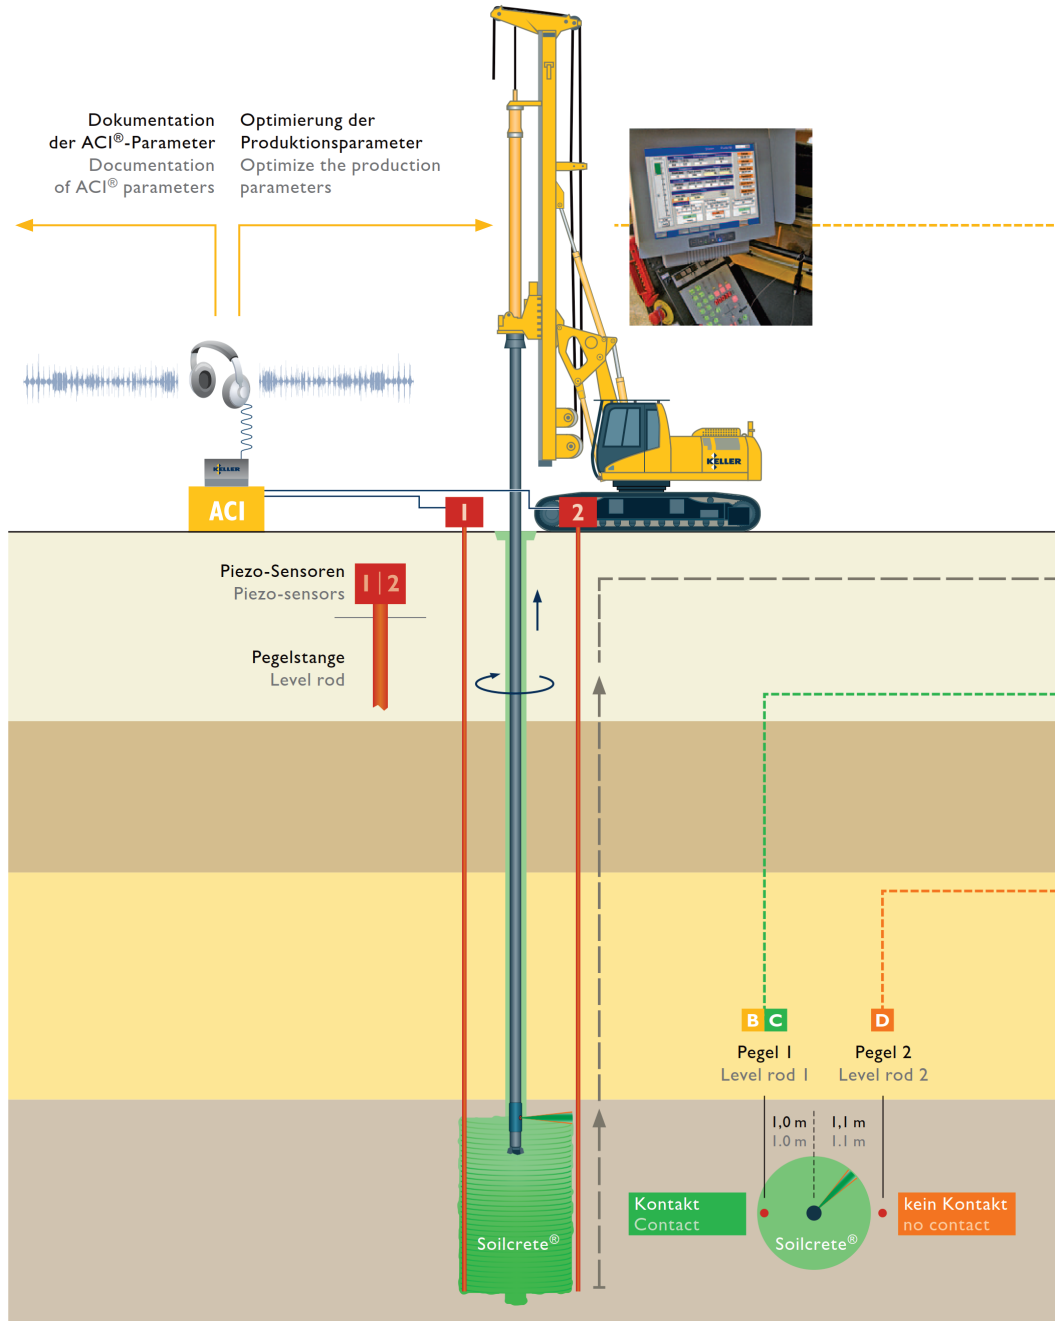 Dokumentation
der ACI®-Parameter
Documentation
of ACI® parameters
Optimierung der
Produktionsparameter
Optimize the production
parameters
KELLER
ACI
KELLER
1
2
Piezo-Sensoren
Piezo-sensors
1|2
Pegelstange
Level rod
B C
Pegel 1
Level rod 1
D
Pegel 2
Level rod 2
1,0 m
1.0 m
1,1 m
1.1 m
Kontakt
Contact
kein Kontakt
no contact
Soilcrete®
Soilcrete®